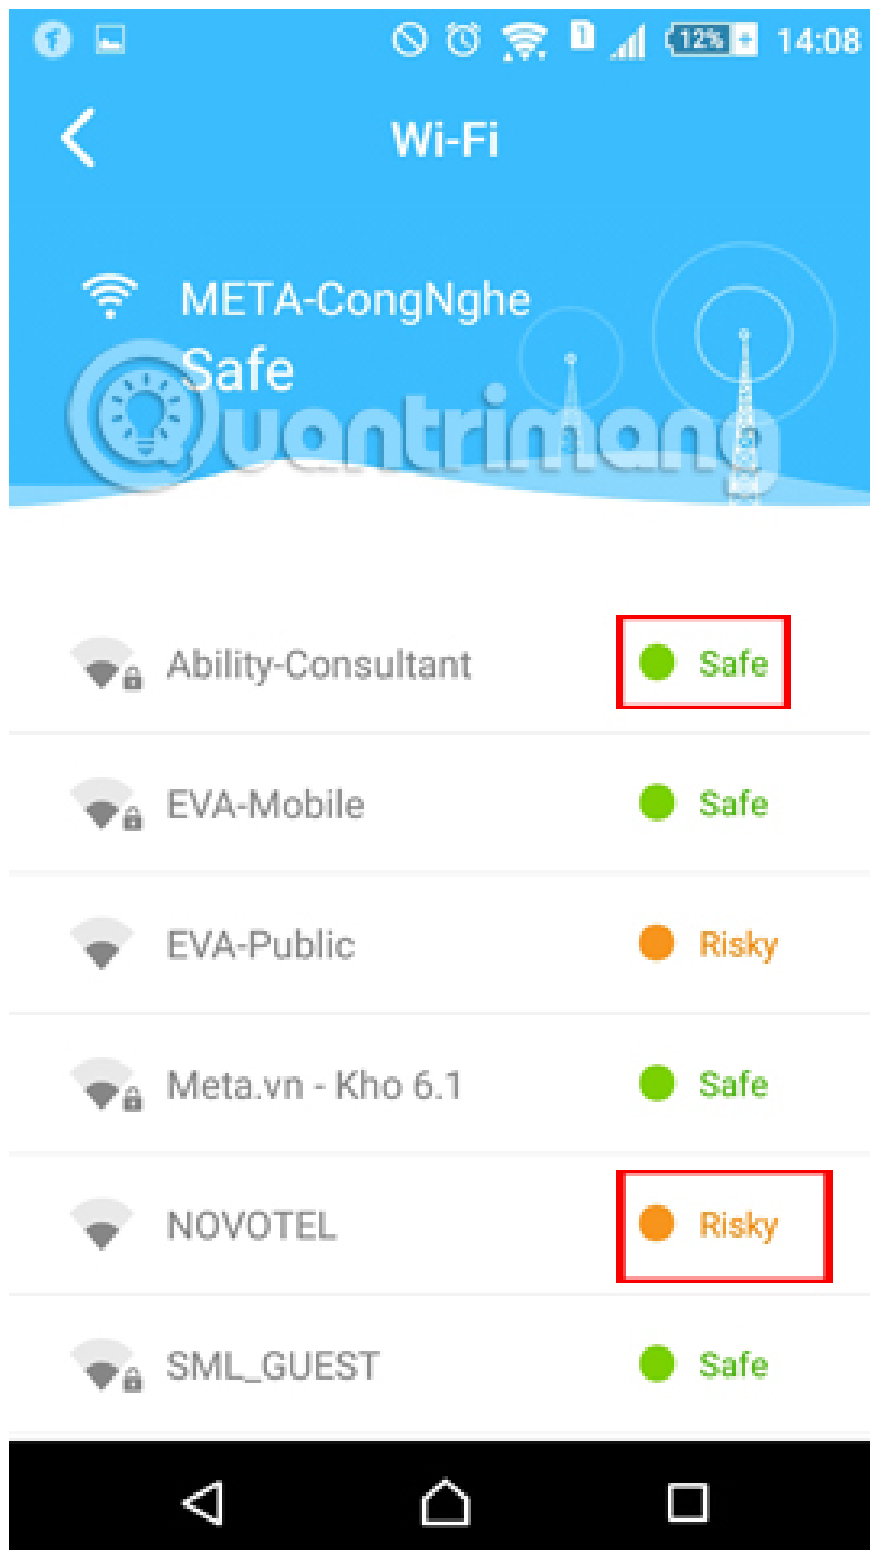 1 12% 14:08
Wi-Fi
META-CongNghe
Safe
Quantrimang
Ability-Consultant Safe
EVA-Mobile Safe
EVA-Public Risky
Meta.vn - Kho 6.1 Safe
NOVOTEL Risky
SML_GUEST Safe